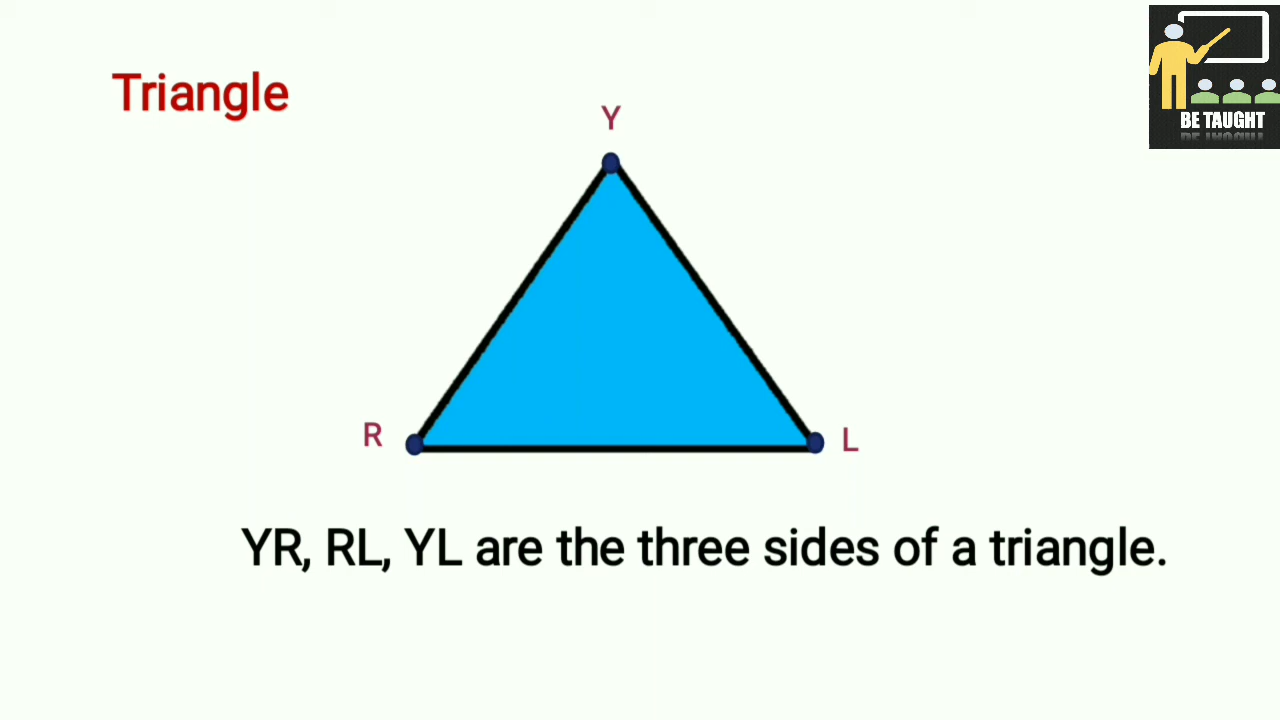 Triangle
BE TAUGHT
Y
R
L
YR, RL, YL are the three sides of a triangle.